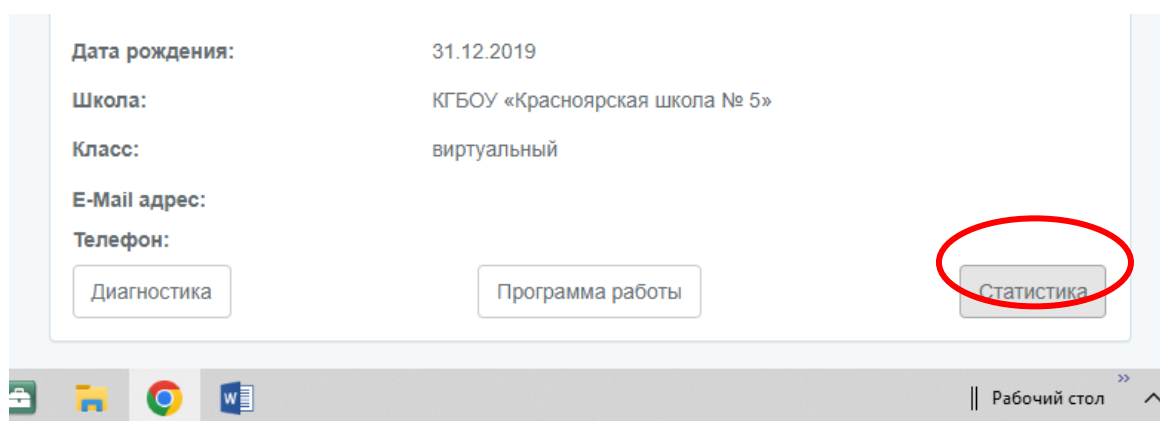 Дата рождения: 31.12.2019
Школа: КГБОУ «Красноярская школа № 5»
Класс: виртуальный
E-Mail адрес:
Телефон:
Диагностика Программа работы Статистика
W Рабочий стол »